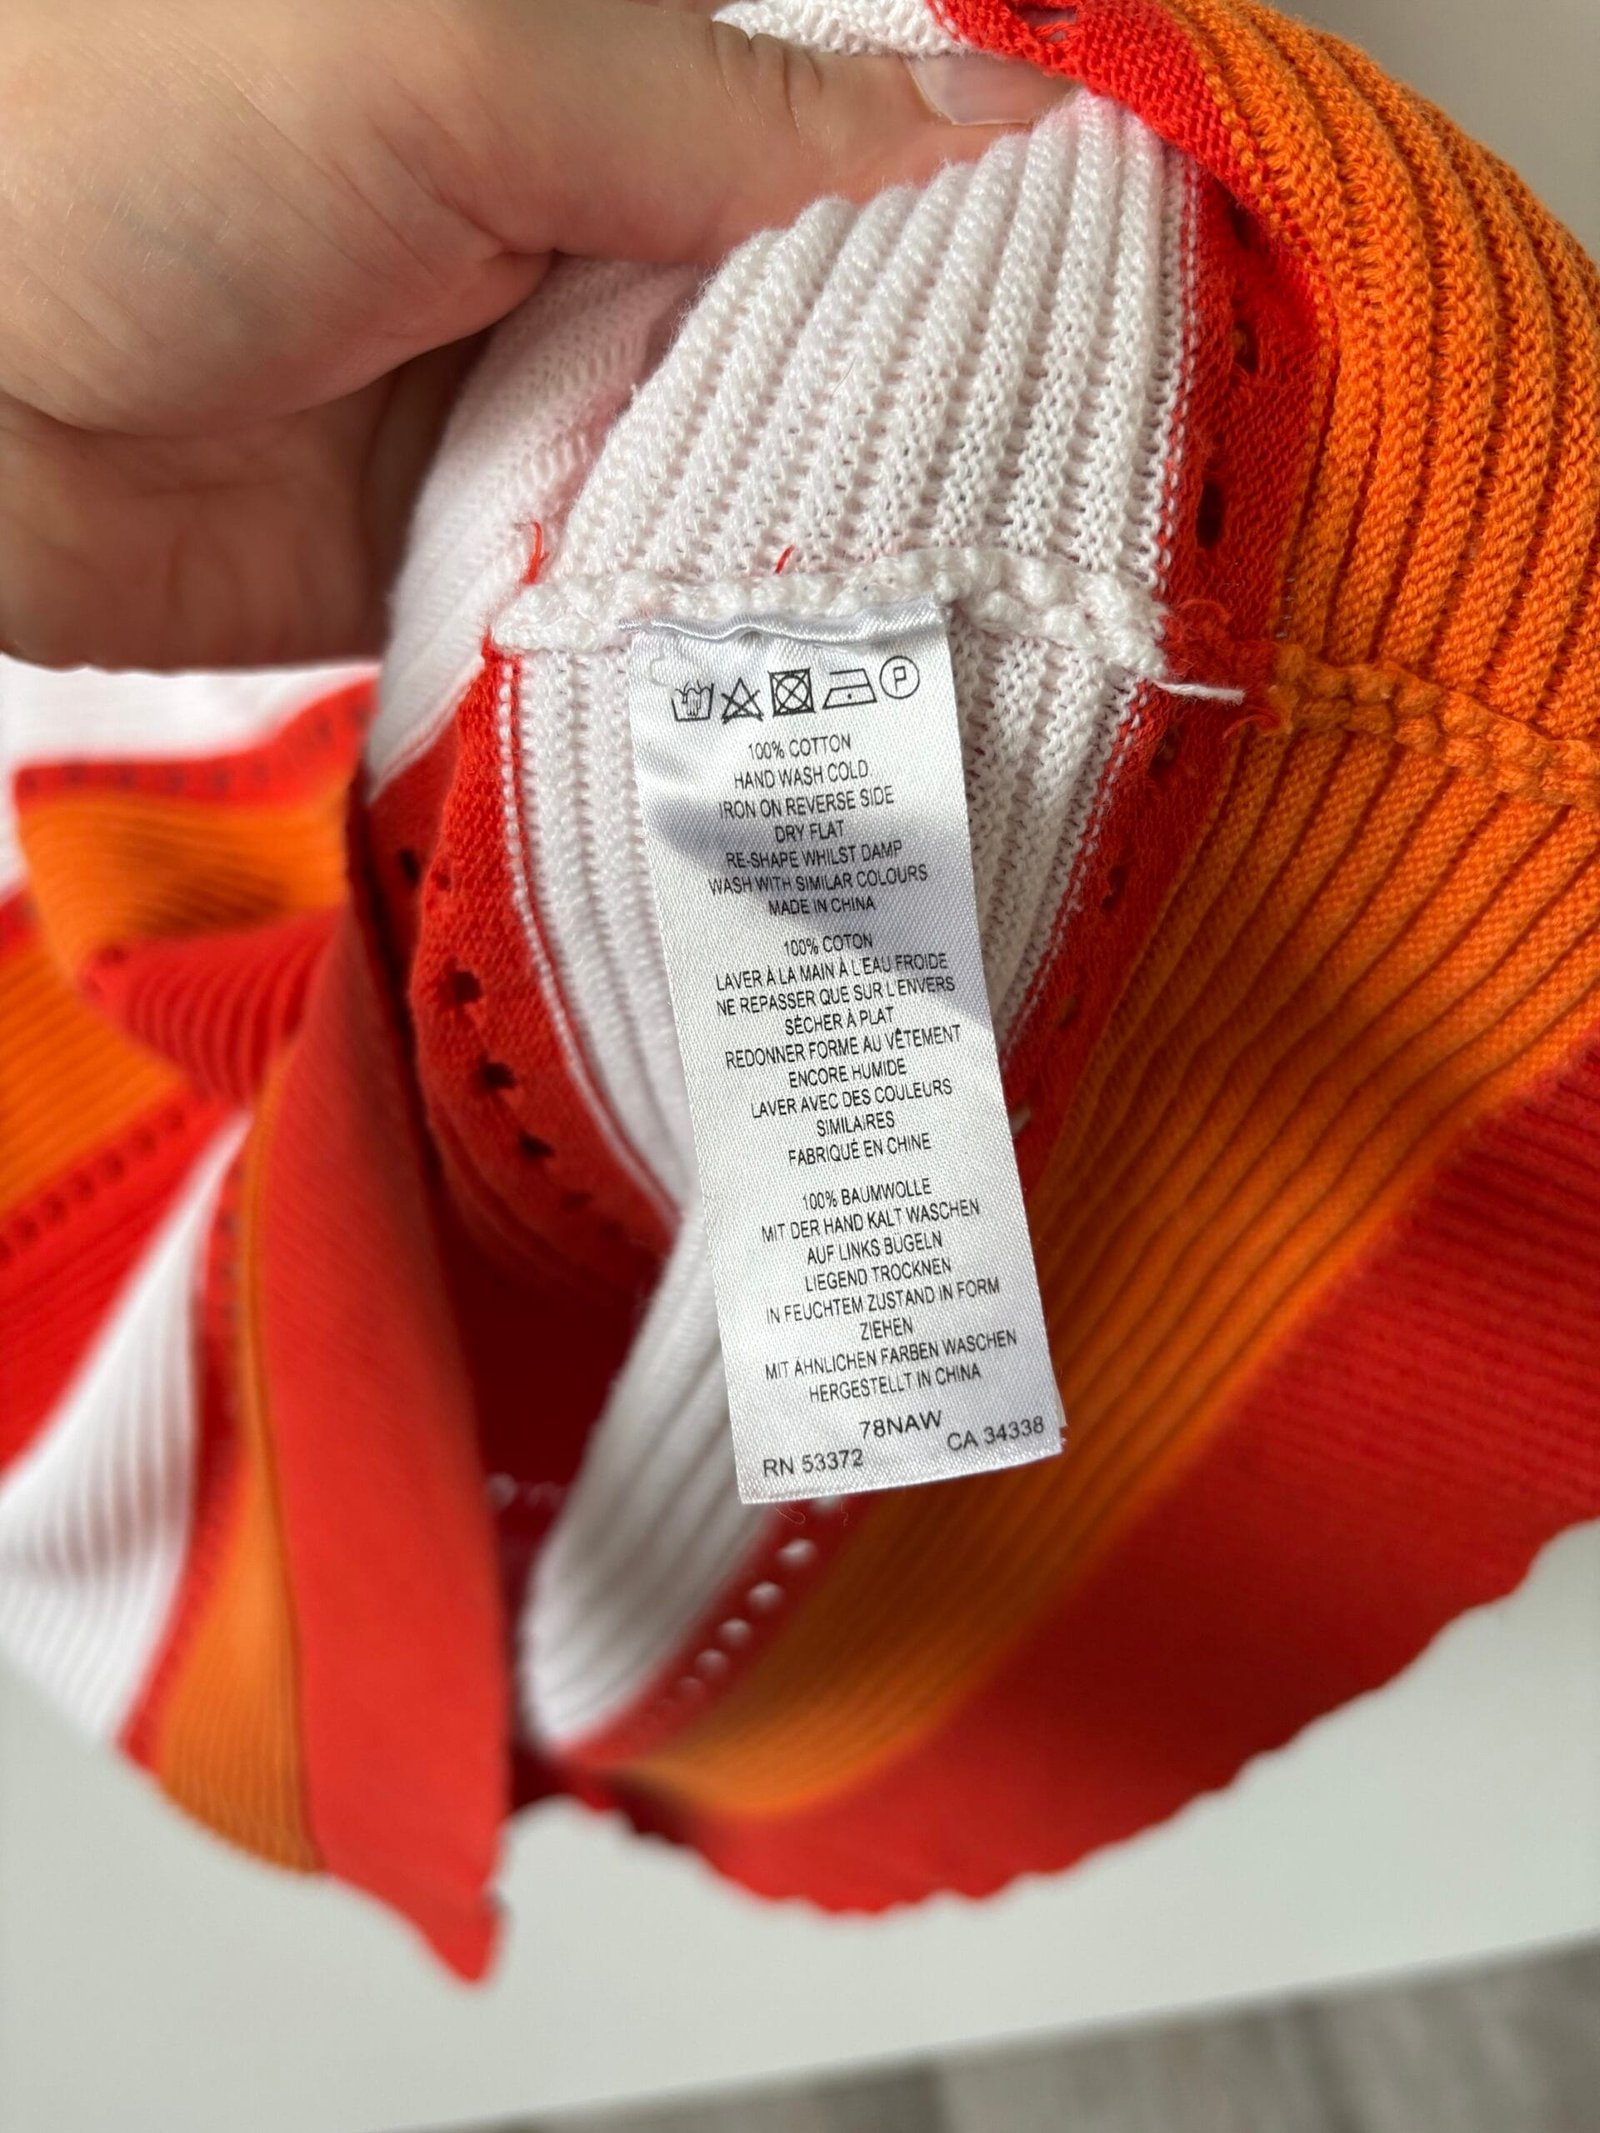 P
100% COTTON
HAND WASH COLD
IRON ON REVERSE SIDE
DRY FLAT
RE-SHAPE WHILST DAMP
WASH WITH SIMILAR COLOURS
MADE IN CHINA
100% COTON
LAVER À LA MAIN À L'EAU FROIDE
NE REPASSER QUE SUR L'ENVERS
SÉCHER À PLAT
REDONNER FORME AU VÊTEMENT
ENCORE HUMIDE
LAVER AVEC DES COULEURS
SIMILAIRES
FABRIQUÉ EN CHINE
100% BAUMWOLLE
MIT DER HAND KALT WASCHEN
AUF LINKS BÜGELN
LIEGEND TROCKNEN
IN FEUCHTEM ZUSTAND IN FORM
ZIEHEN
MIT ÄHNLICHEN FARBEN WASCHEN
HERGESTELLT IN CHINA
78NAW
RN 53372 CA 34338